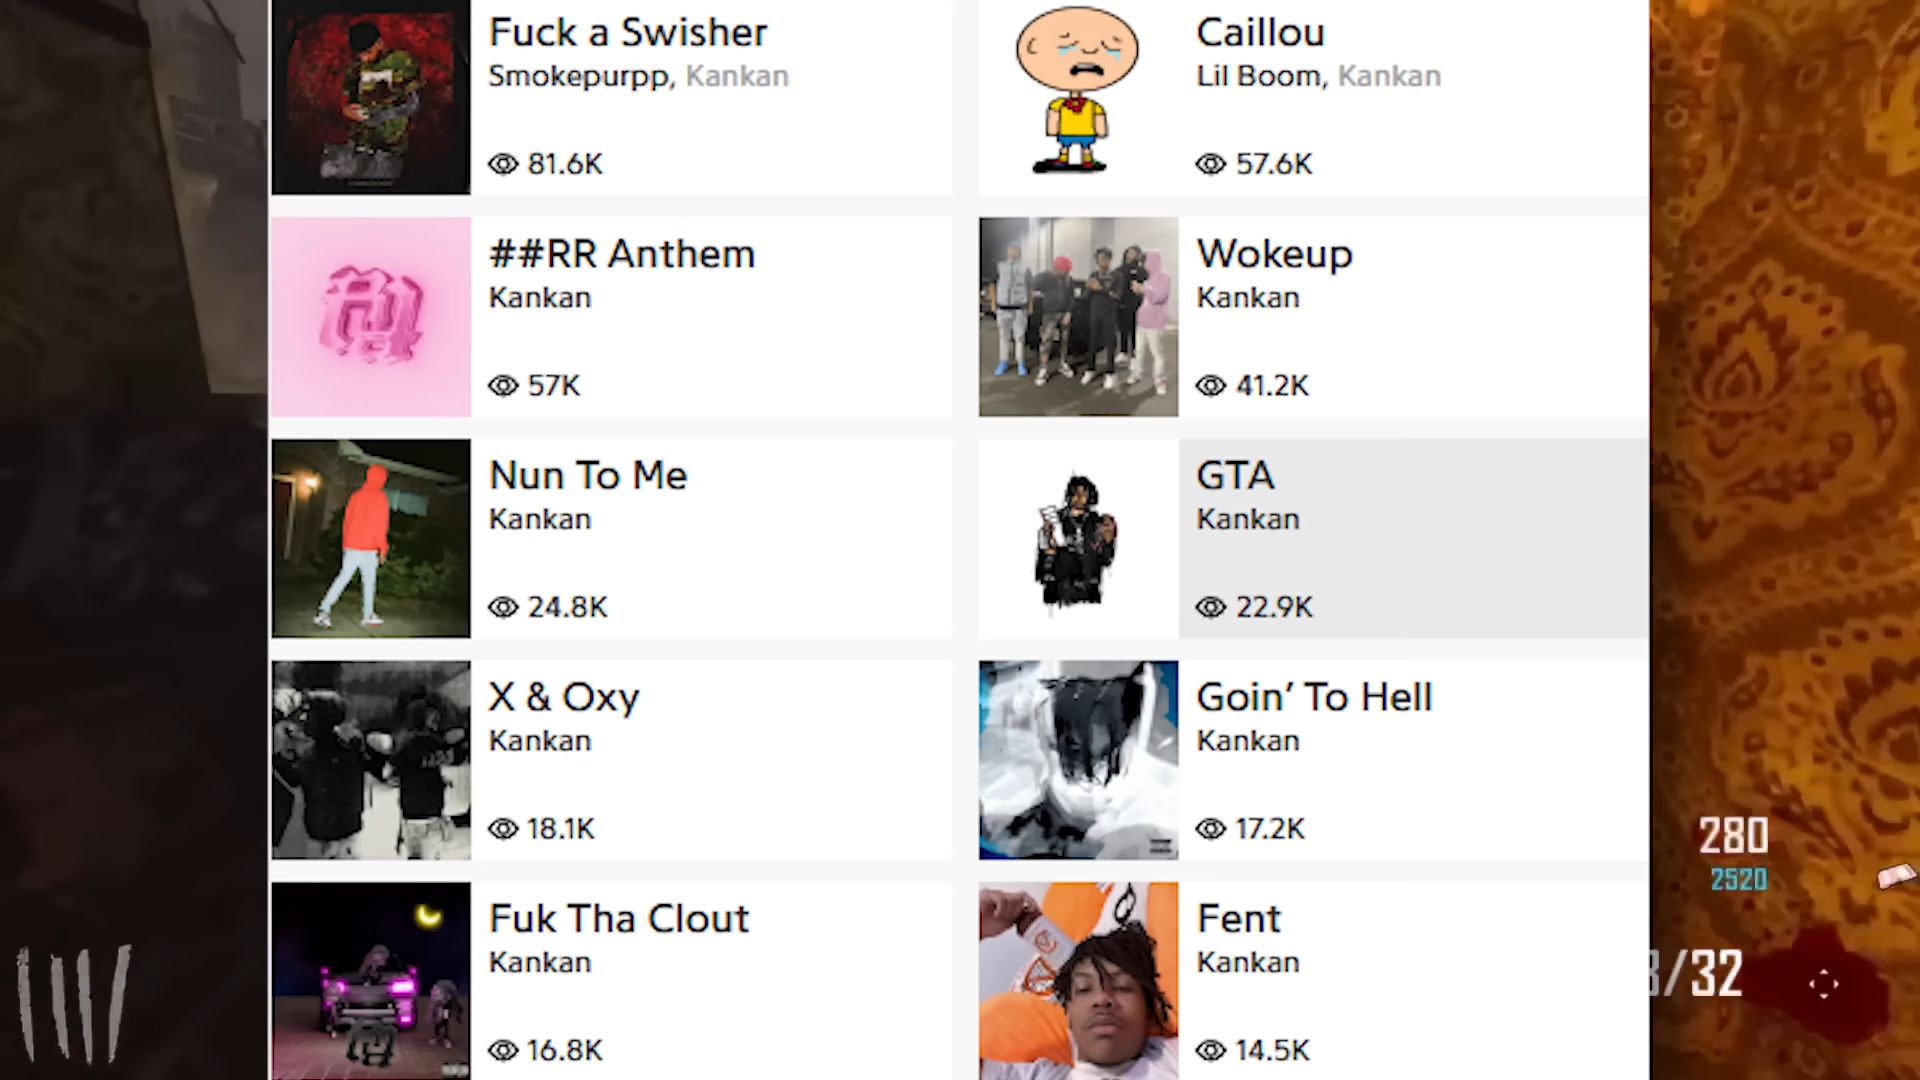 Fuck a Swisher
Smokepurpp, Kankan
81.6K
Caillou
Lil Boom, Kankan
57.6K
##RR Anthem
Kankan
57K
Wokeup
Kankan
41.2K
Nun To Me
Kankan
24.8K
GTA
Kankan
22.9K
X & Oxy
Kankan
18.1K
Goin’ To Hell
Kankan
17.2K
Fuk Tha Clout
Kankan
16.8K
Fent
Kankan
14.5K
280
2520
/32